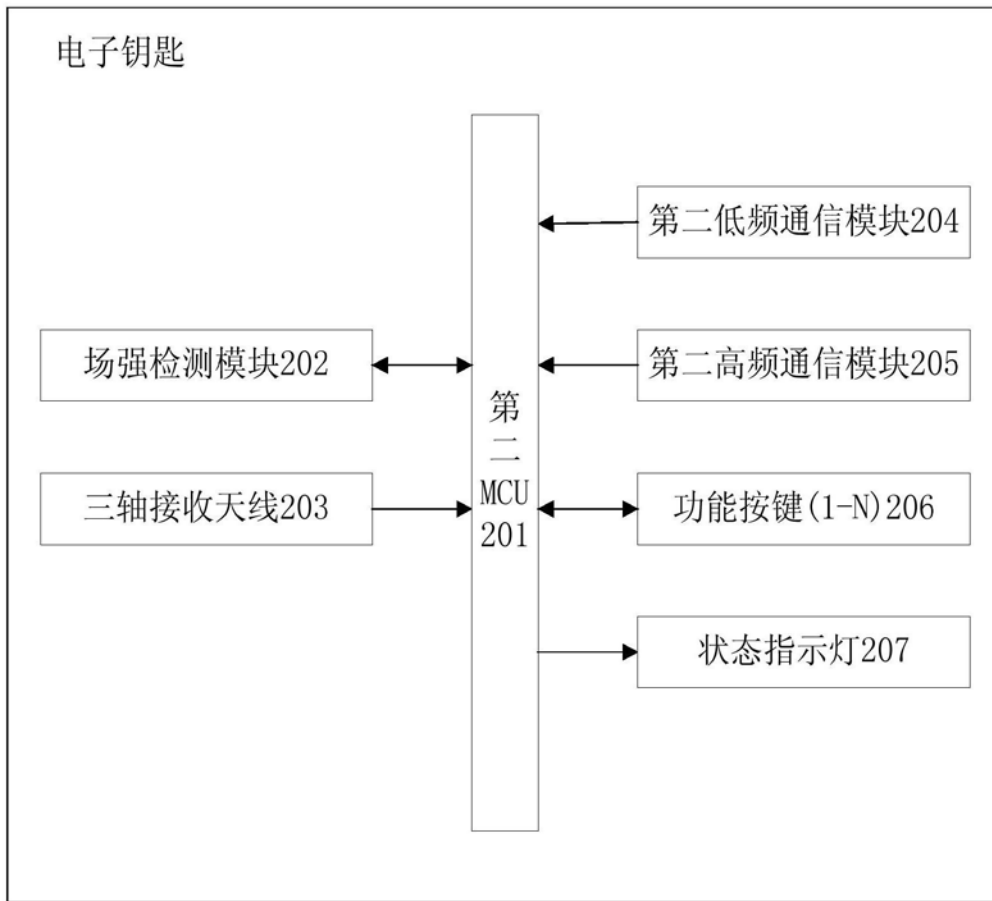 电子钥匙
第二低频通信模块204
场强检测模块202
第二高频通信模块205
第
二
MCU
201
三轴接收天线203
功能按键(1-N)206
状态指示灯207